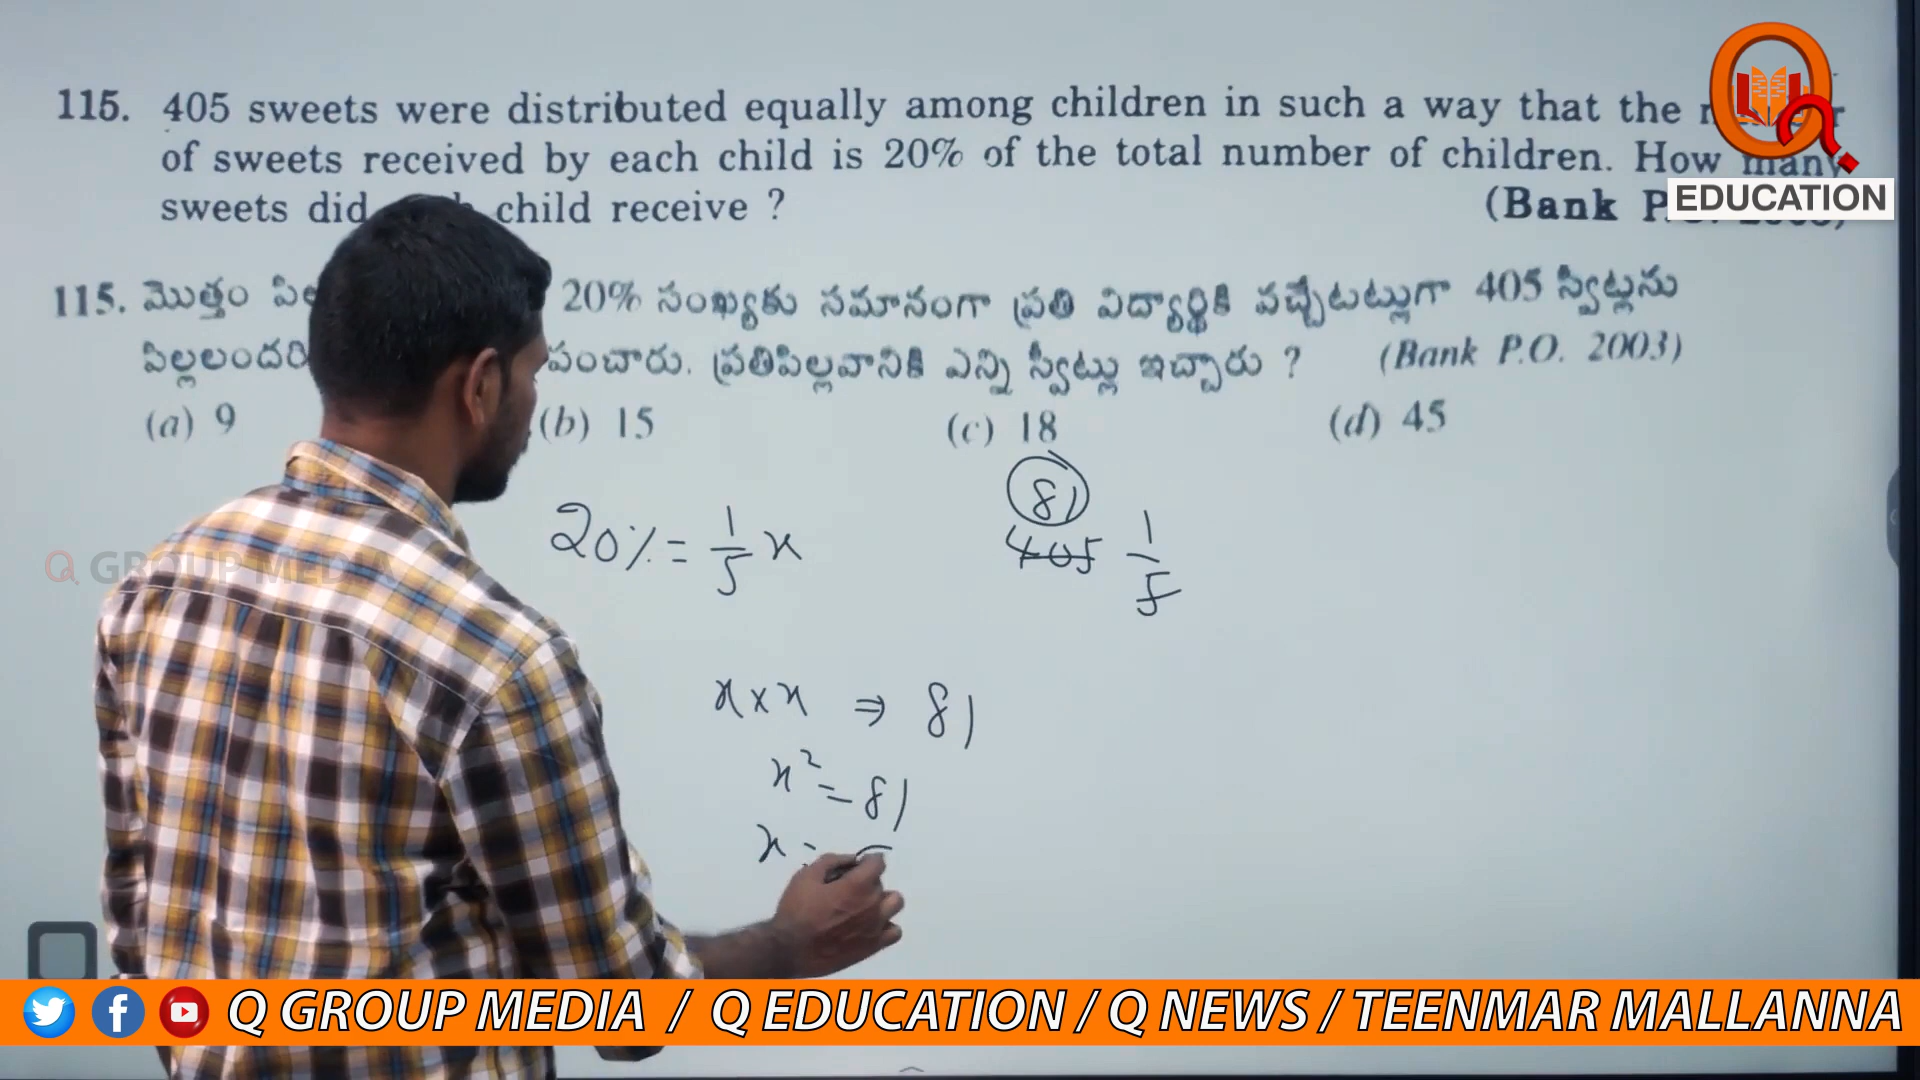 115. 405 sweets were distributed equally among children in such a way that the
of sweets received by each child is 20% of the total number of children. How many
sweets did child receive ?
(Bank
EDUCATION
115. మొత్తం 20% సంఖ్యకు సమానంగా ప్రతి విద్యార్థికి వచ్చేటట్లుగా 405 స్వీట్లను
పంచారు. ప్రతిపిల్లవానికి ఎన్ని స్వీట్లు ఇచ్చారు ? (Bank P.O. 2003)
(a) 9 (b) 15 (c) 18 (d) 45
81
20% = 1/5 x 405 1/5
Q GROUP MEDIA
x × x ⇒ 81
x² = 81
x =
Q GROUP MEDIA / Q EDUCATION / Q NEWS / TEENMAR MALLANNA